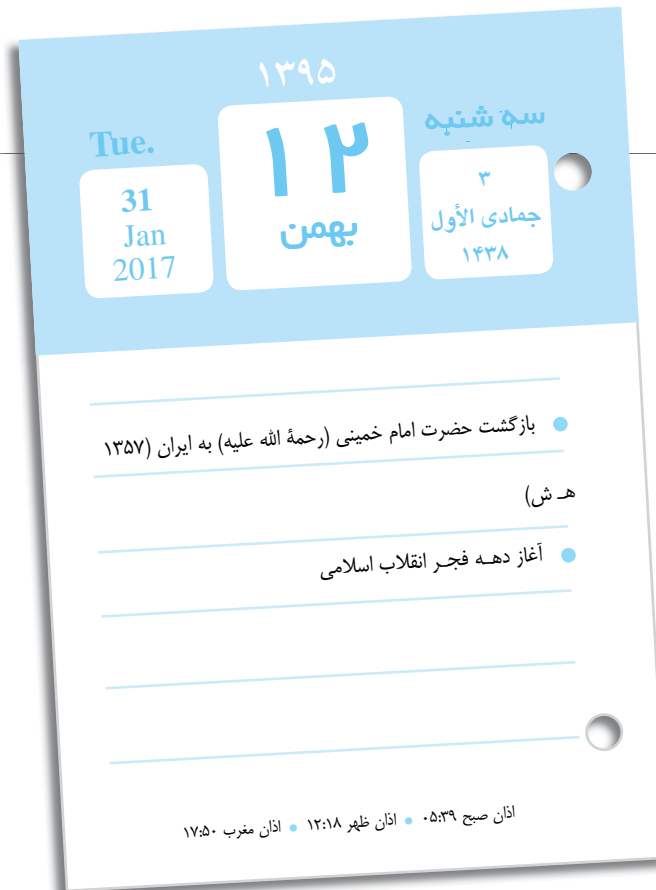 ۱۳۹۵
سه شنبه
۳
جمادی الأول
۱۴۳۸
۱۲
بهمن
Tue.
31
Jan
2017
بازگشت حضرت امام خمینی (رحمهٔ الله علیه) به ایران (۱۳۵۷
هـ ش)
آغاز دهـه فجـر انقلاب اسلامی
اذان صبح ۰۵:۳۹ • اذان ظهر ۱۲:۱۸ • اذان مغرب ۱۷:۵۰